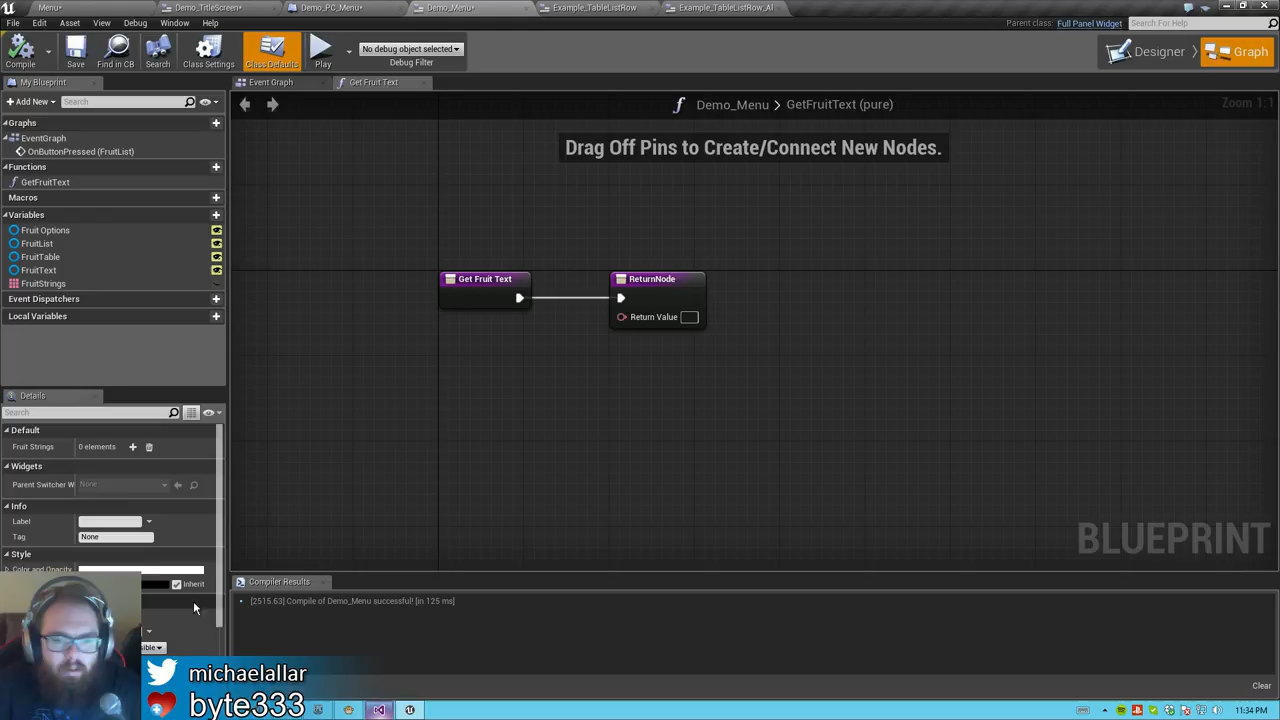 Menu*
Demo_TitleScreen*
Demo_PC_Menu*
Demo_Menu*
Example_TableListRow
Example_TableListRow_AI
File Edit Asset View Debug Window Help
Parent class: Full Panel Widget
Search For Help
Compile
Save
Find in CB
Search
Class Settings
Class Defaults
Play
No debug object selected
Debug Filter
Designer
Graph
My Blueprint
Event Graph
Get Fruit Text
Add New
Search
Demo_Menu > GetFruitText (pure)
Zoom 1:1
Drag Off Pins to Create/Connect New Nodes.
Graphs
EventGraph
OnButtonPressed (FruitList)
Functions
GetFruitText
Macros
Variables
Fruit Options
FruitList
FruitTable
FruitText
FruitStrings
Event Dispatchers
Local Variables
Get Fruit Text
ReturnNode
Return Value
Details
Search
Default
Fruit Strings 0 elements
Widgets
Parent Switcher W None
Info
Label
Tag None
Style
Color and Opacity
Inherit
BLUEPRINT
Compiler Results
[2515.63] Compile of Demo_Menu successful! [in 125 ms]
Clear
michaelallar
byte333
11:34 PM